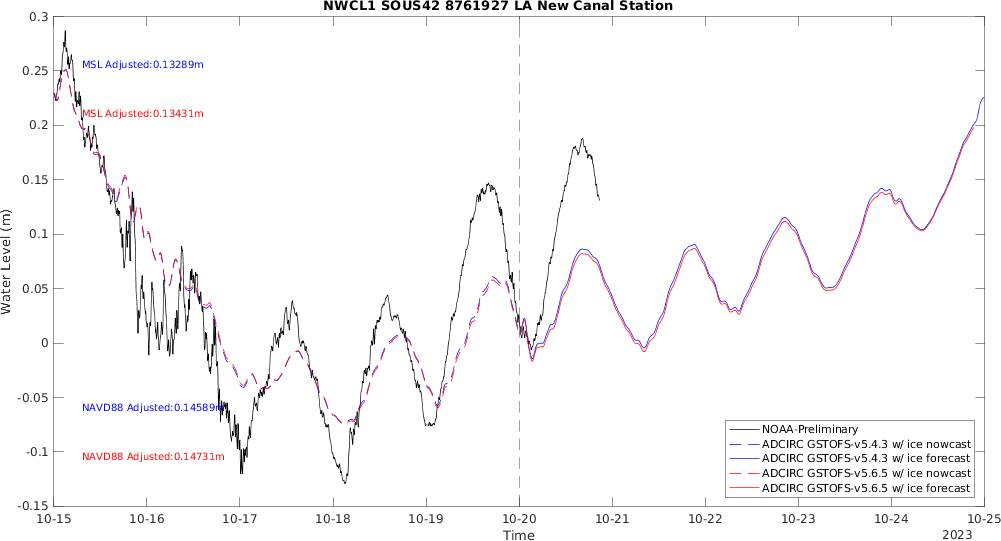 NWCL1 SOUS42 8761927 LA New Canal Station
0.3
0.25
0.2
0.15
0.1
0.05
0
-0.05
-0.1
-0.15
Water Level (m)
MSL Adjusted:0.13289m
MSL Adjusted:0.13431m
NAVD88 Adjusted:0.14589m
NAVD88 Adjusted:0.14731m
NOAA-Preliminary
ADCIRC GSTOFS-v5.4.3 w/ ice nowcast
ADCIRC GSTOFS-v5.4.3 w/ ice forecast
ADCIRC GSTOFS-v5.6.5 w/ ice nowcast
ADCIRC GSTOFS-v5.6.5 w/ ice forecast
10-15 10-16 10-17 10-18 10-19 10-20 10-21 10-22 10-23 10-24 10-25
Time
2023